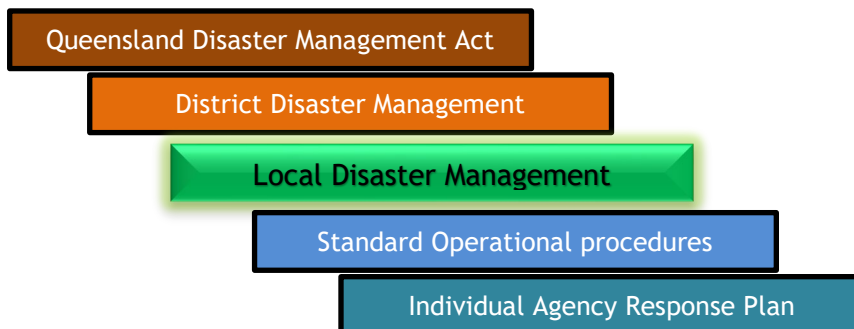 Queensland Disaster Management Act
District Disaster Management
Local Disaster Management
Standard Operational procedures
Individual Agency Response Plan